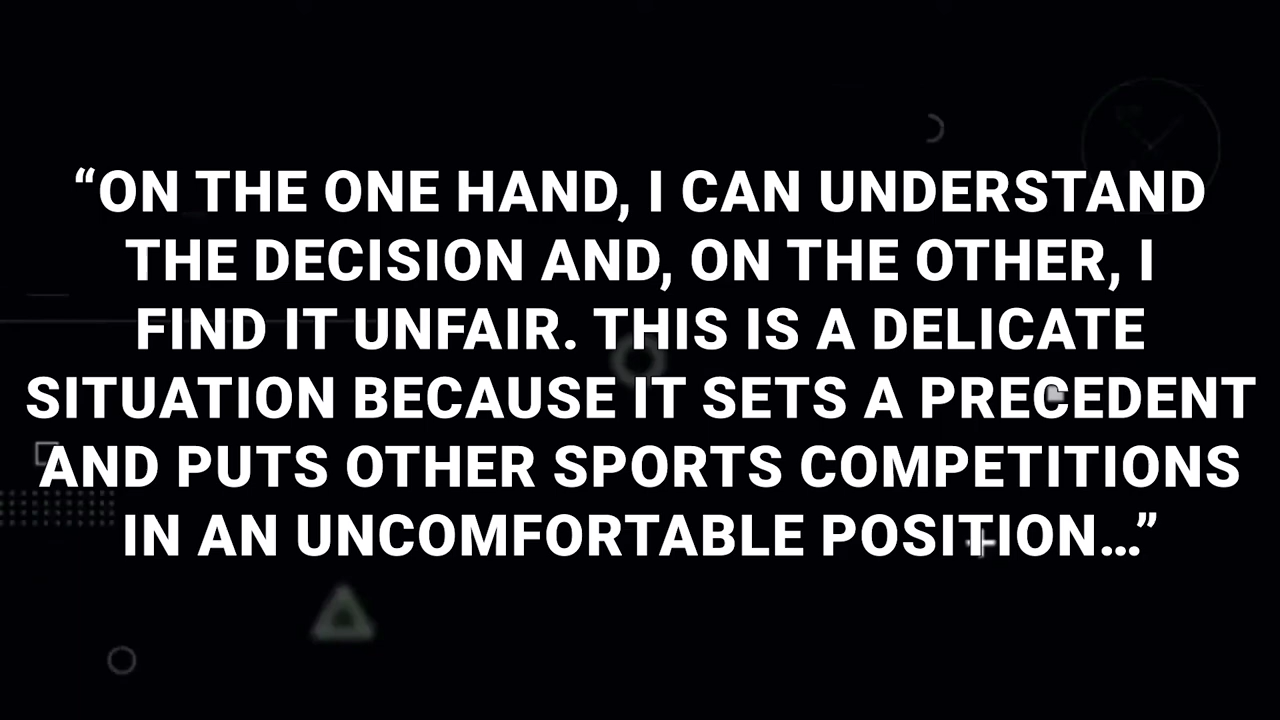 “ON THE ONE HAND, I CAN UNDERSTAND
THE DECISION AND, ON THE OTHER, I
FIND IT UNFAIR. THIS IS A DELICATE
SITUATION BECAUSE IT SETS A PRECEDENT
AND PUTS OTHER SPORTS COMPETITIONS
IN AN UNCOMFORTABLE POSITION...”